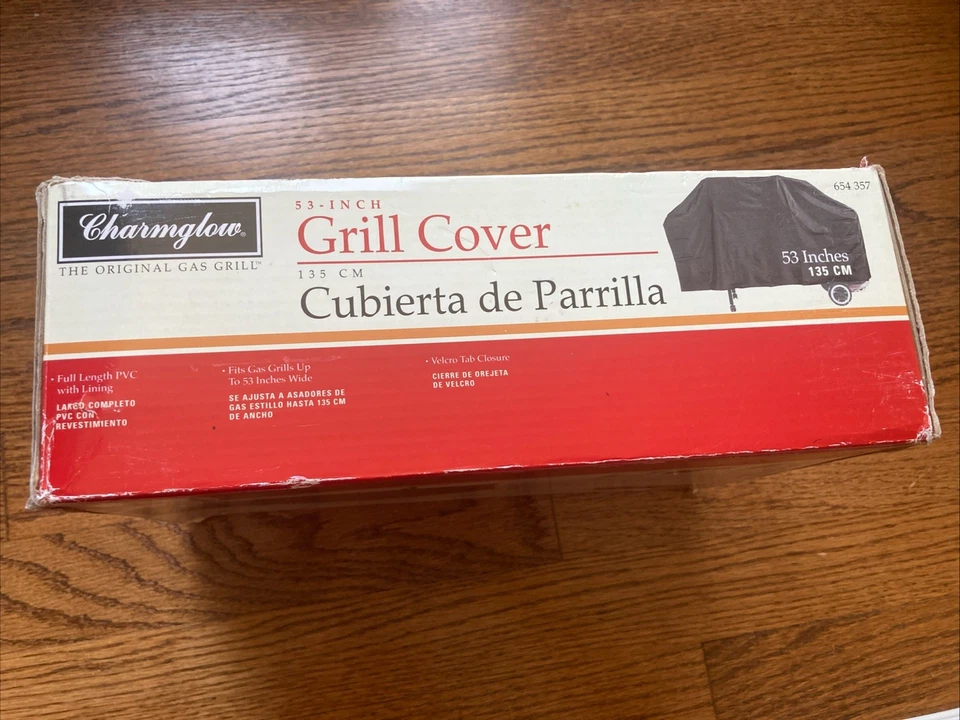 Charmglow®
THE ORIGINAL GAS GRILL™
53-INCH
Grill Cover
135 CM
Cubierta de Parrilla
654 357
53 Inches
135 CM
• Full Length PVC
with Lining
LARGO COMPLETO
PVC CON
REVESTIMIENTO
• Fits Gas Grills Up
To 53 Inches Wide
SE AJUSTA A ASADORES DE
GAS ESTILLO HASTA 135 CM
DE ANCHO
• Velcro Tab Closure
CIERRE DE OREJETA
DE VELCRO